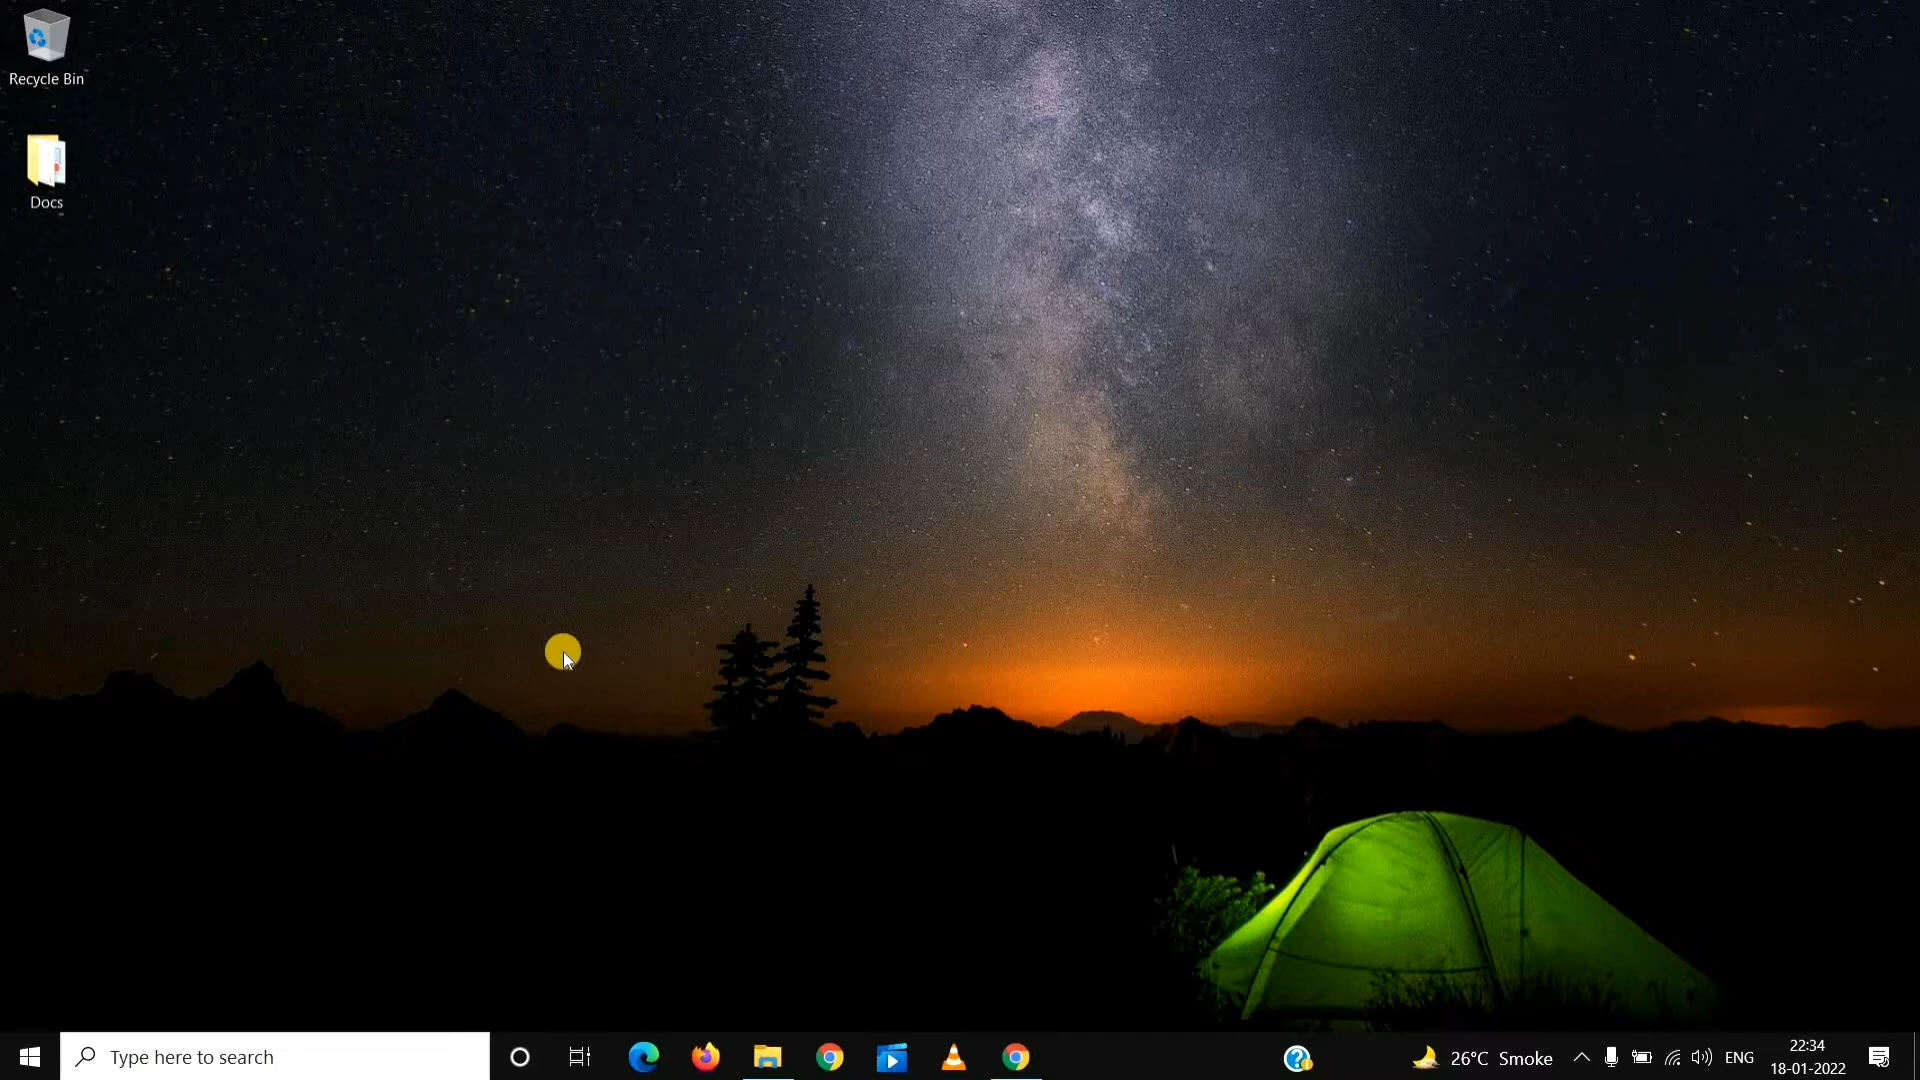 Recycle Bin
Docs
Type here to search
26°C Smoke
ENG
22:34
18-01-2022